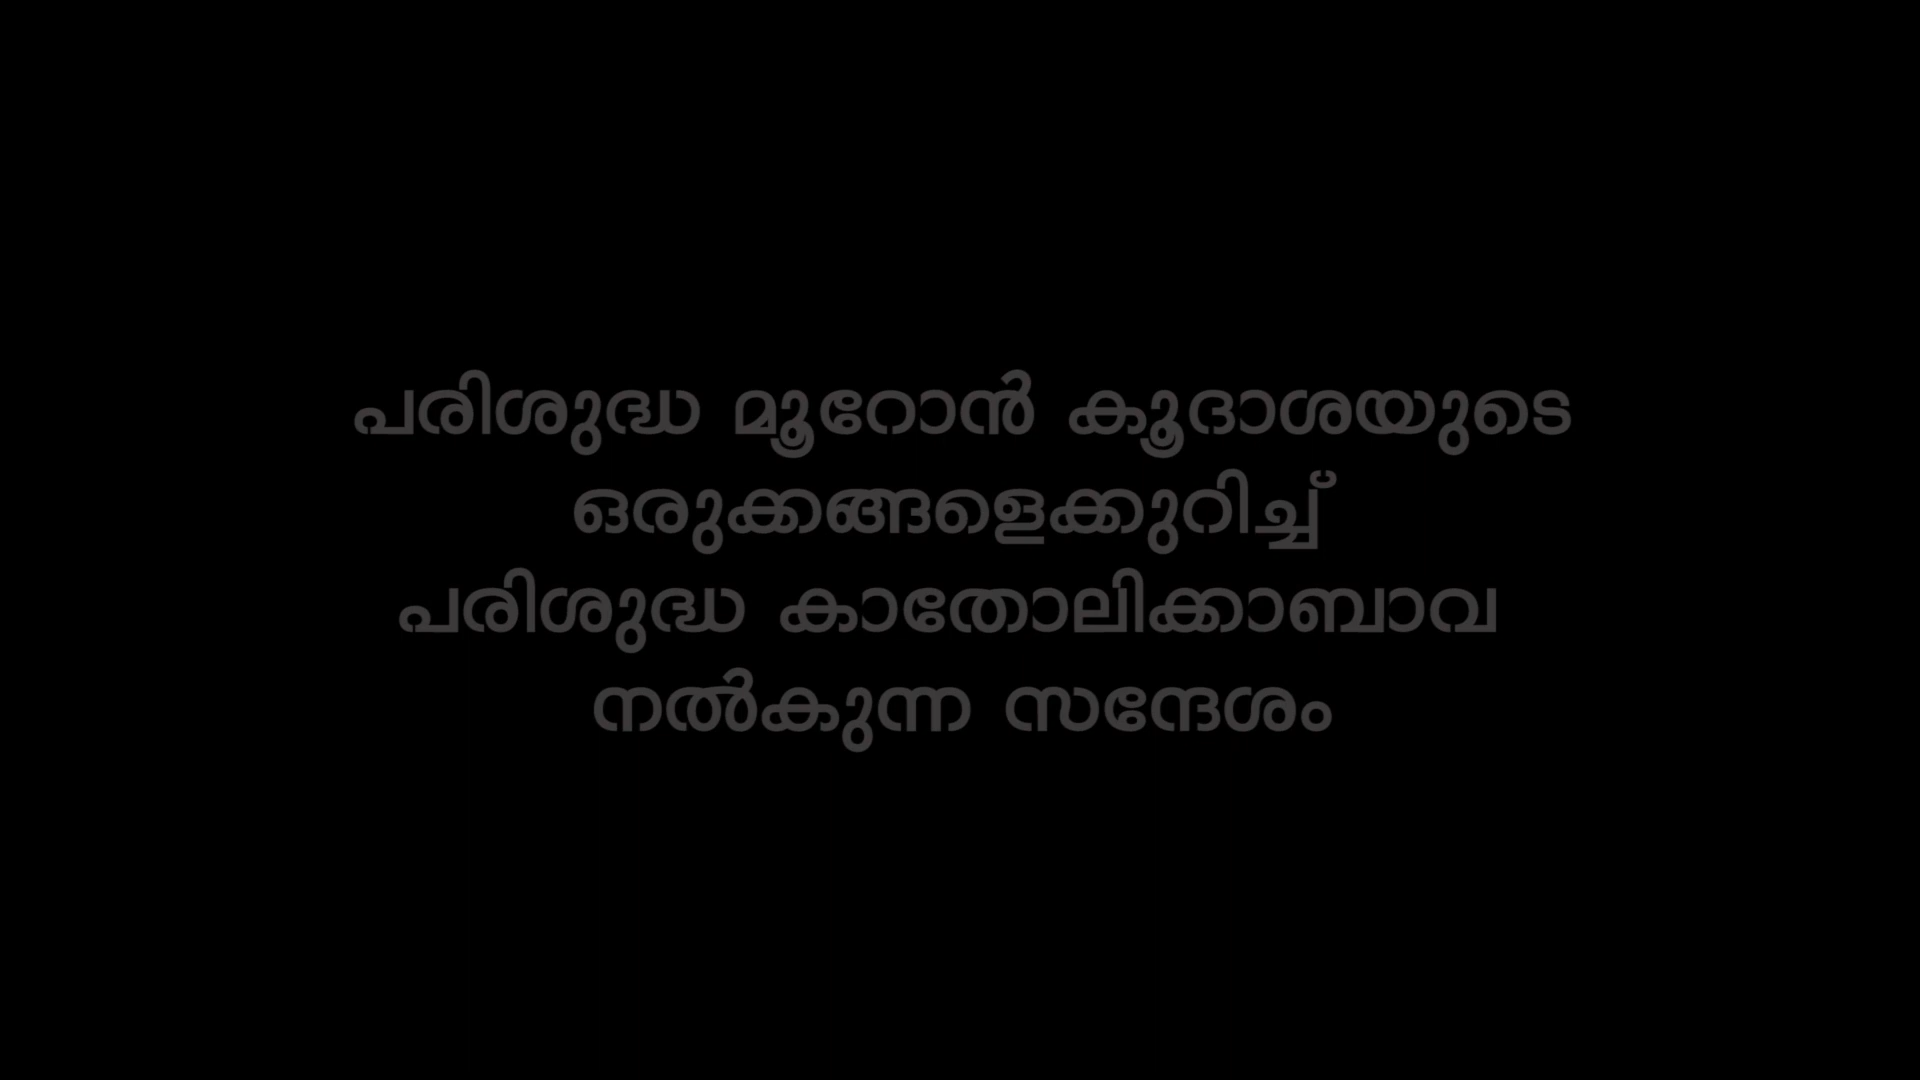 പരിശുദ്ധ മൂറോൻ കൂദാശയുടെ
ഒരുക്കങ്ങളെക്കുറിച്ച്
പരിശുദ്ധ കാതോലിക്കാബാവ
നൽകുന്ന സന്ദേശം